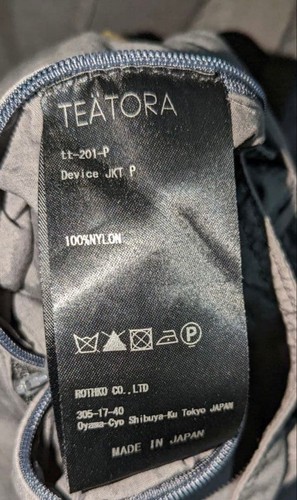 TEÄTORA
tt-201-P
Device JKT P
100%NYLON
P
ROTHKO CO.,LTD
305-17-40
Oyama-Cyo Shibuya-Ku Tokyo JAPAN
MADE IN JAPAN